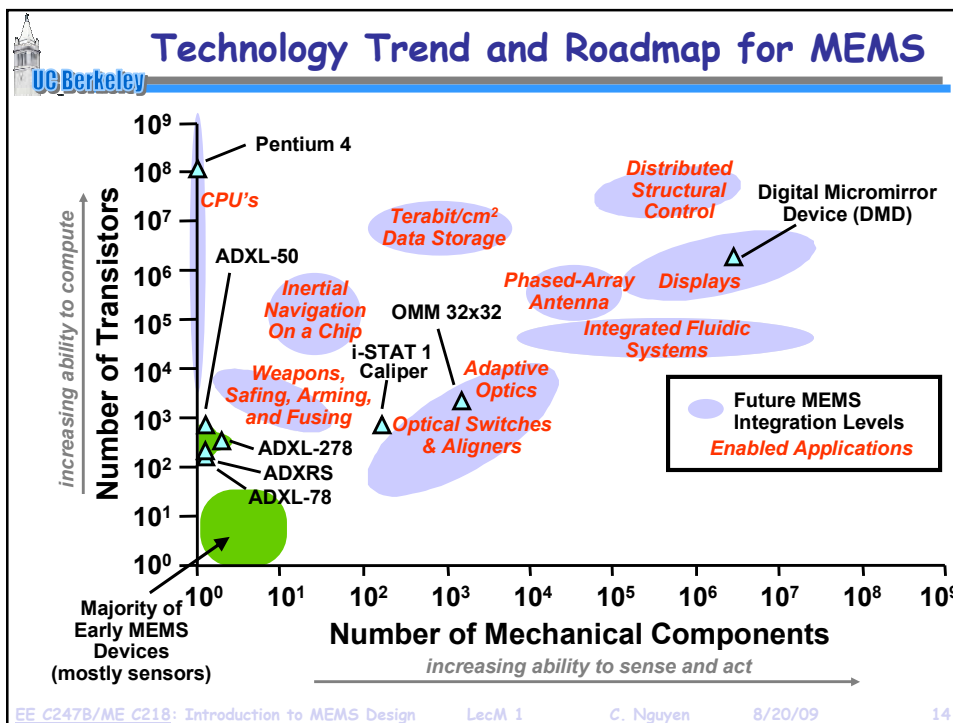 Technology Trend and Roadmap for MEMS
UC Berkeley
10⁹
10⁸
10⁷
10⁶
10⁵
10⁴
10³
10²
10¹
10⁰
increasing ability to compute
Number of Transistors
Pentium 4
CPU's
ADXL-50
Inertial
Navigation
On a Chip
Terabit/cm²
Data Storage
Distributed
Structural
Control
Digital Micromirror
Device (DMD)
Displays
Phased-Array
Antenna
OMM 32x32
Integrated Fluidic
Systems
i-STAT 1
Caliper
Weapons,
Safing, Arming,
and Fusing
Adaptive
Optics
Optical Switches
& Aligners
ADXL-278
ADXRS
ADXL-78
Future MEMS
Integration Levels
Enabled Applications
10⁰ 10¹ 10² 10³ 10⁴ 10⁵ 10⁶ 10⁷ 10⁸ 10⁹
Majority of
Early MEMS
Devices
(mostly sensors)
Number of Mechanical Components
increasing ability to sense and act
EE C247B/ME C218: Introduction to MEMS Design LecM 1 C. Nguyen 8/20/09 14